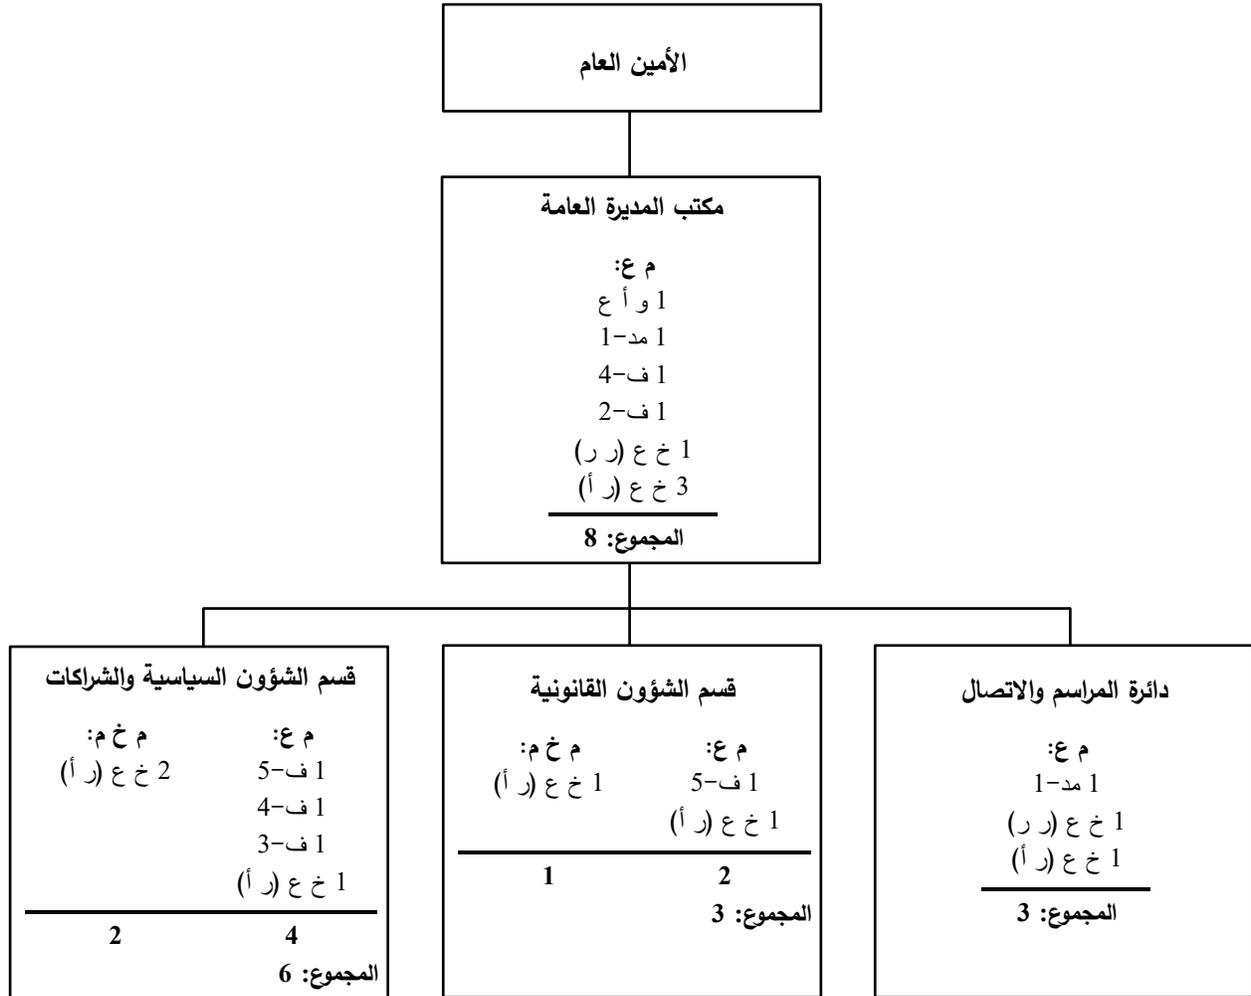 الأمين العام
مكتب المديرة العامة
م ع:
1 و أ ع
1 مد-1
1 ف-4
1 ف-2
1 خ ع (ر ر)
3 خ ع (ر أ)
المجموع: 8
دائرة المراسم والاتصال
م ع:
1 مد-1
1 خ ع (ر ر)
1 خ ع (ر أ)
المجموع: 3
قسم الشؤون القانونية
م ع: م خ م:
1 ف-5 1 خ ع (ر أ)
1 خ ع (ر أ)
2 1
المجموع: 3
قسم الشؤون السياسية والشراكات
م ع: م خ م:
1 ف-5 2 خ ع (ر أ)
1 ف-4
1 ف-3
1 خ ع (ر أ)
4 2
المجموع: 6